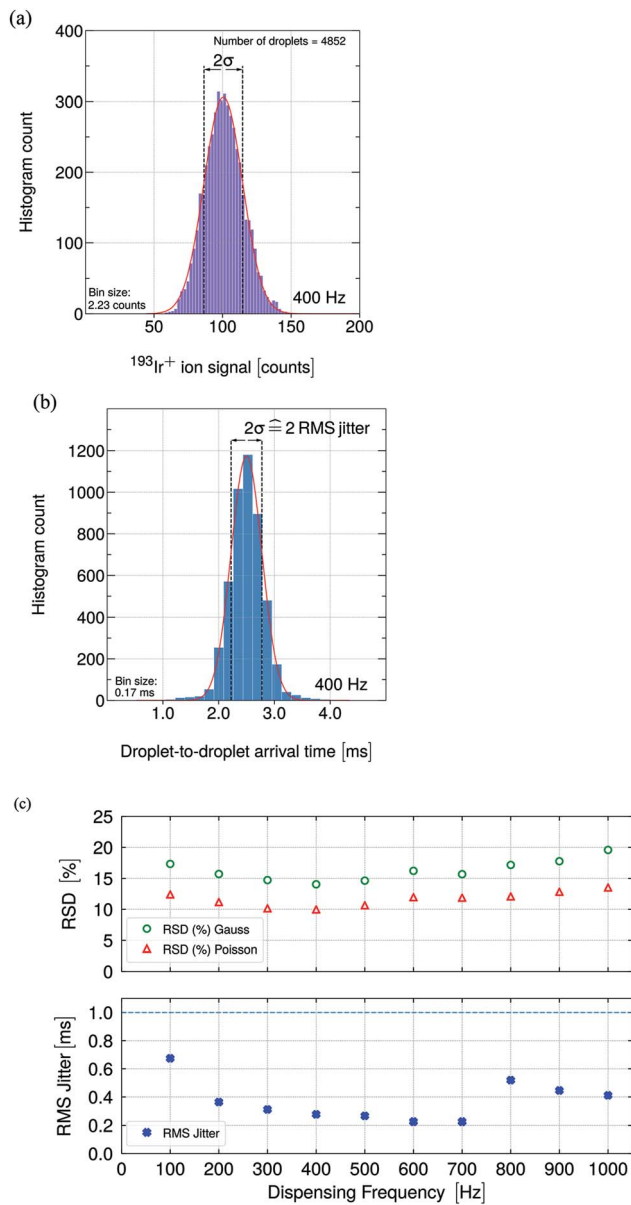 (a)
Number of droplets = 4852
2σ
400
300
200
100
0
Histogram count
Bin size:
2.23 counts
400 Hz
50
100
150
200
¹⁹³Ir⁺ ion signal [counts]
(b)
2σ ≙ 2 RMS jitter
1200
1000
800
600
400
200
0
Histogram count
Bin size:
0.17 ms
400 Hz
1.0
2.0
3.0
4.0
Droplet-to-droplet arrival time [ms]
(c)
25
20
15
10
5
0
RSD [%]
RSD (%) Gauss
RSD (%) Poisson
1.0
0.8
0.6
0.4
0.2
0.0
RMS Jitter [ms]
RMS Jitter
0 100 200 300 400 500 600 700 800 900 1000
Dispensing Frequency [Hz]